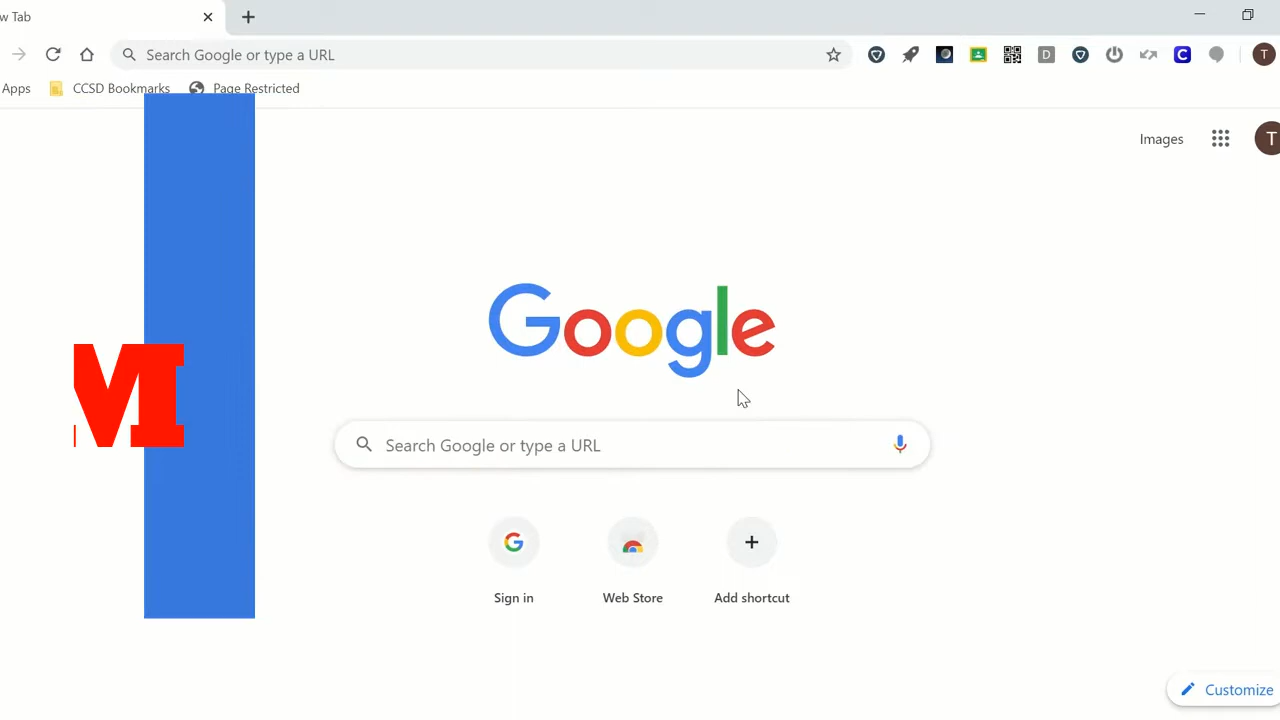 w Tab
Search Google or type a URL
D
C
T
Apps CCSD Bookmarks Page Restricted
Images
T
Google
M
Search Google or type a URL
Sign in Web Store Add shortcut
Customize